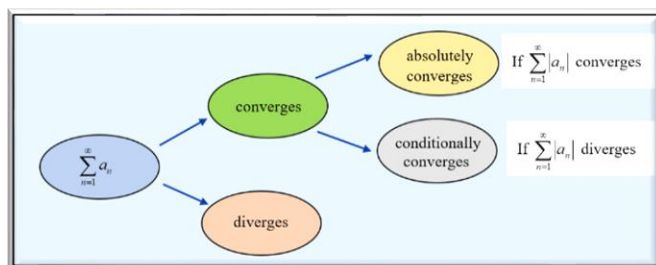 ∑_{n=1}^{∞} a_n
converges
diverges
absolutely
converges
If ∑_{n=1}^{∞} |a_n| converges
conditionally
converges
If ∑_{n=1}^{∞} |a_n| diverges